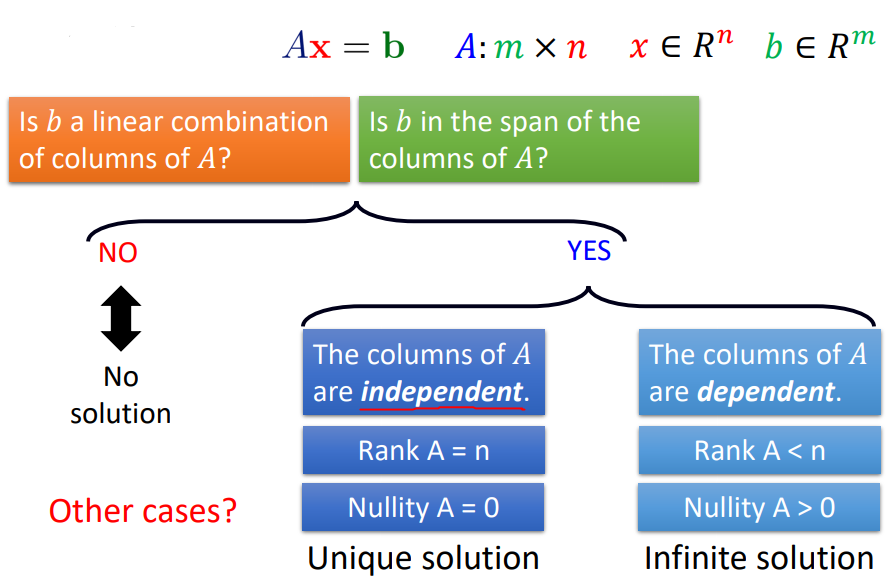 Ax = b A: m × n x ∈ Rⁿ b ∈ Rᵐ
Is b a linear combination
of columns of A?
Is b in the span of the
columns of A?
NO
YES
No
solution
The columns of A
are independent.
The columns of A
are dependent.
Rank A = n
Rank A < n
Other cases?
Nullity A = 0
Nullity A > 0
Unique solution
Infinite solution